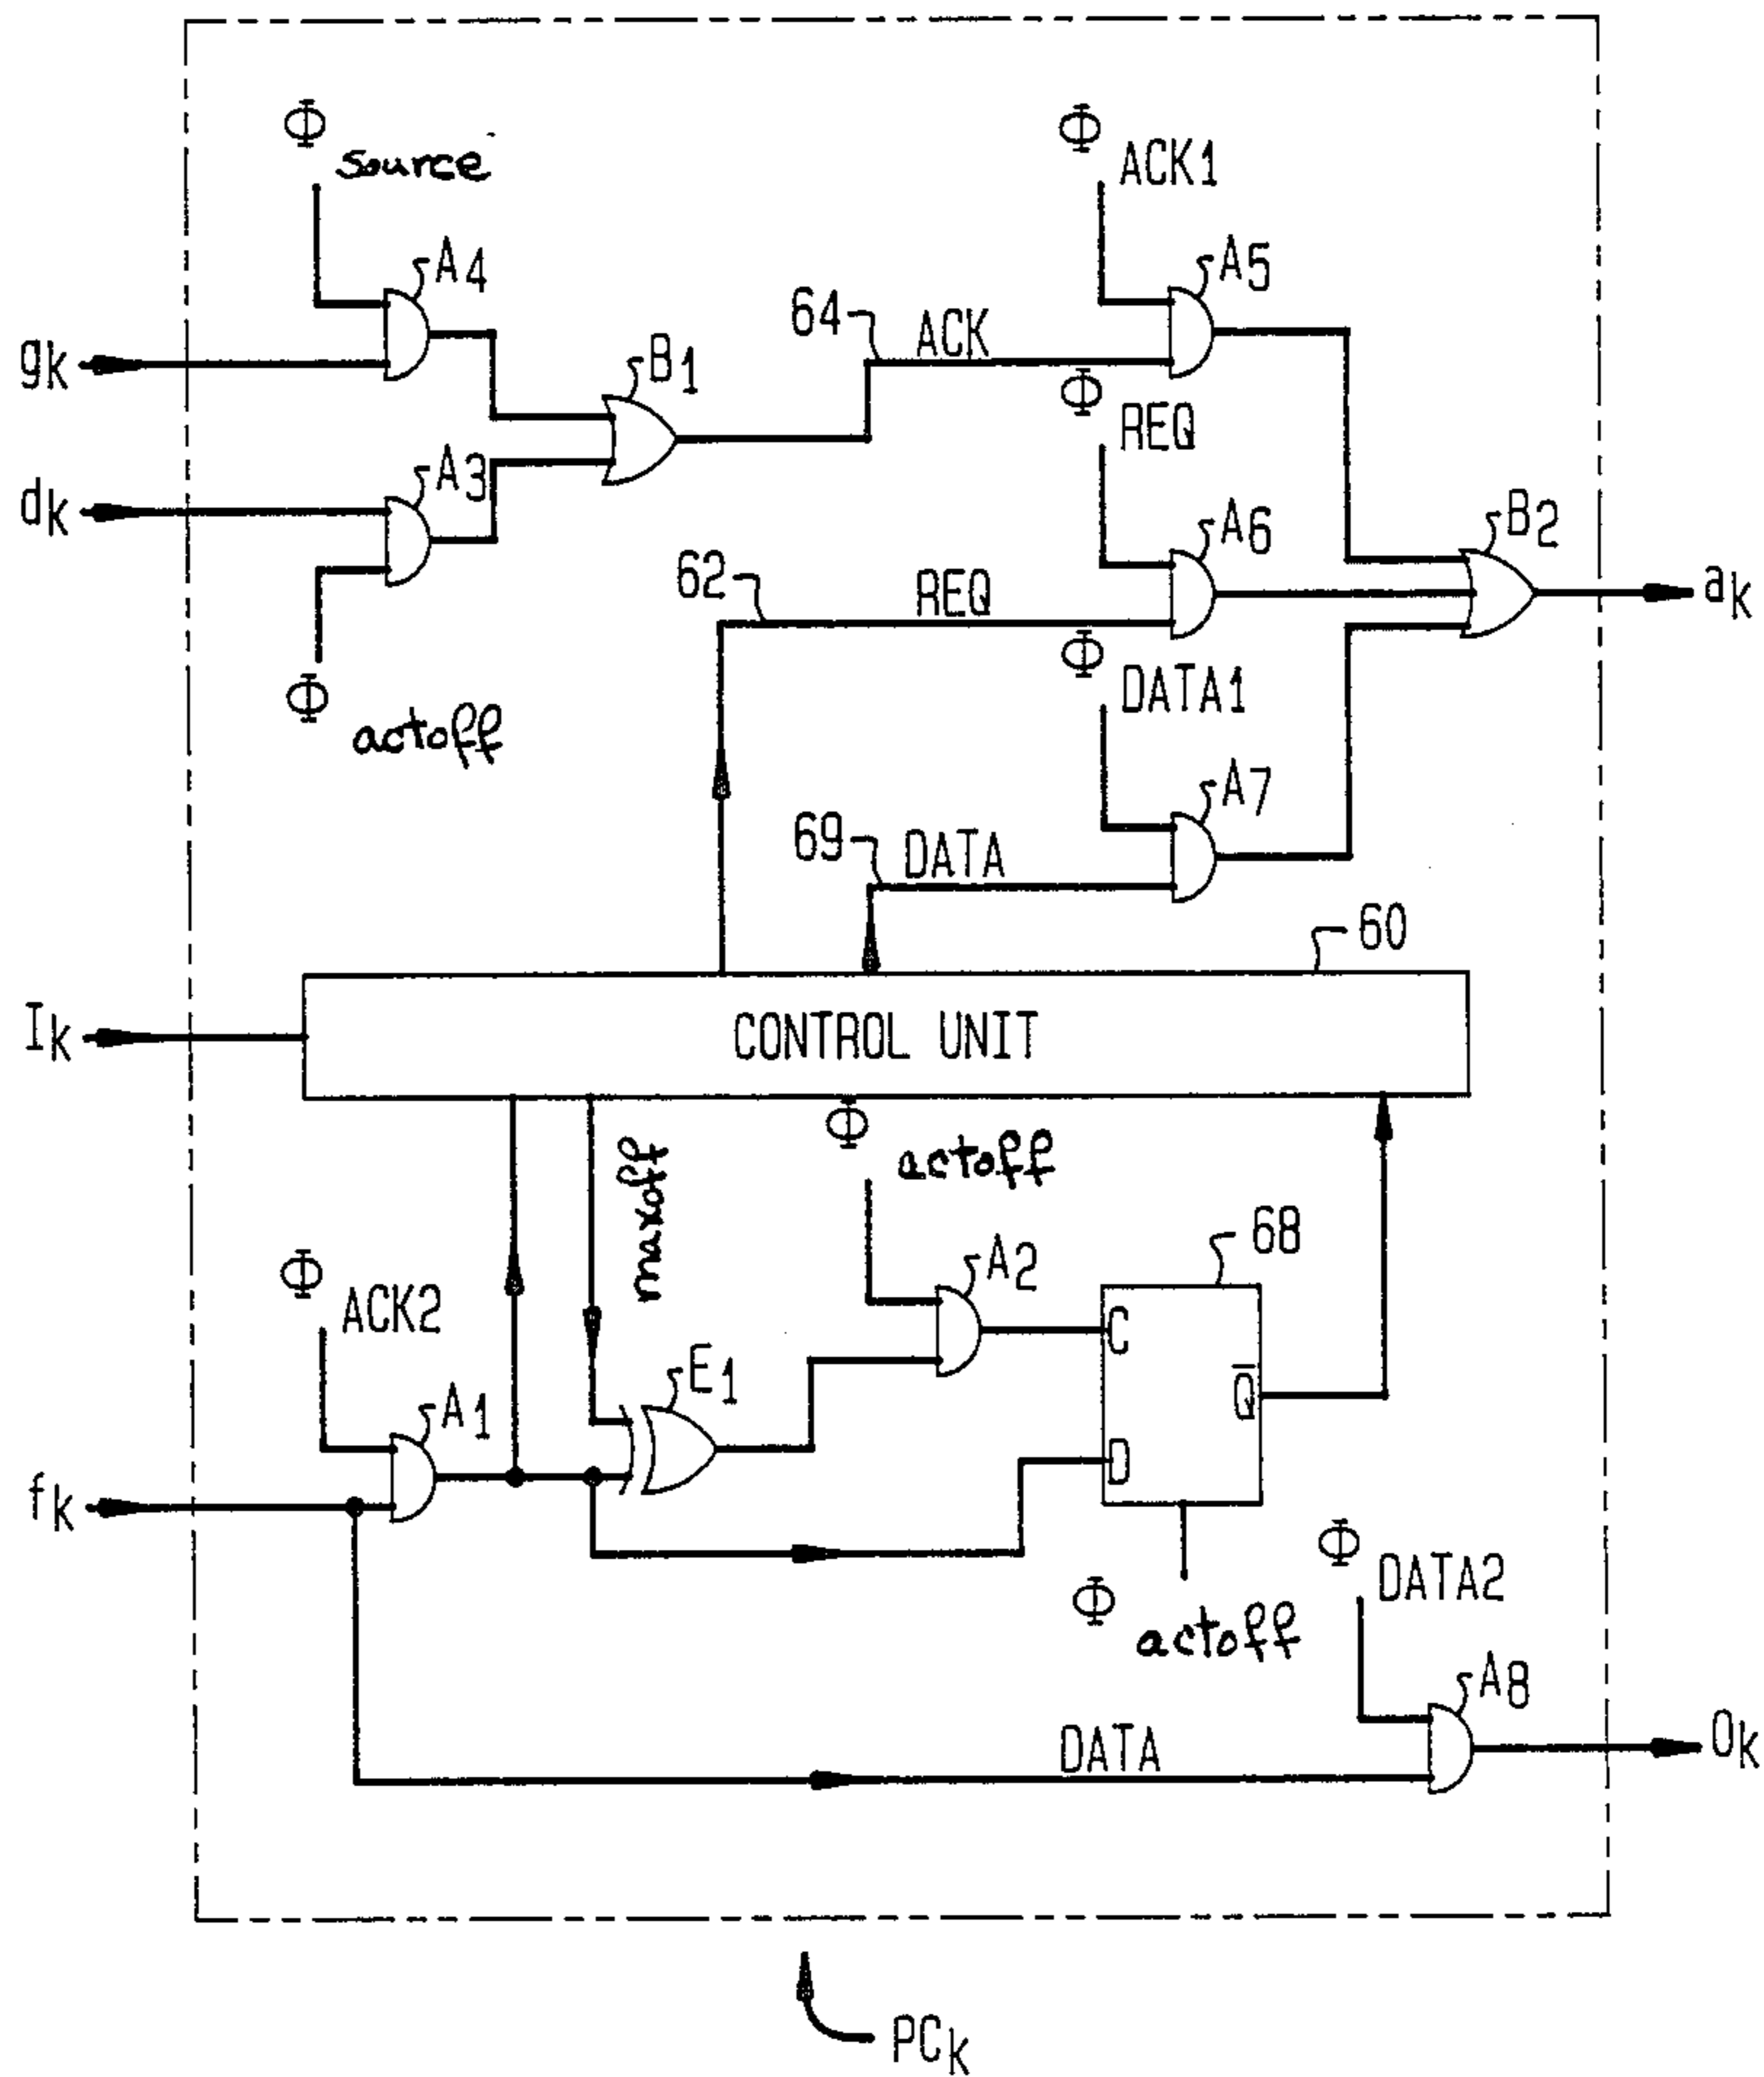 Φ
source
Φ
ACK1
A4
A5
gk
B1
64
ACK
Φ
REQ
dk
A3
A6
B2
62
REQ
ak
Φ
DATA1
Φ
actoff
A7
69
DATA
60
Ik
CONTROL UNIT
Φ
actoff
maxoff
68
Φ
ACK2
A2
C
E1
Q̅
A1
D
fk
Φ
DATA2
Φ
actoff
A8
DATA
Ok
PCk